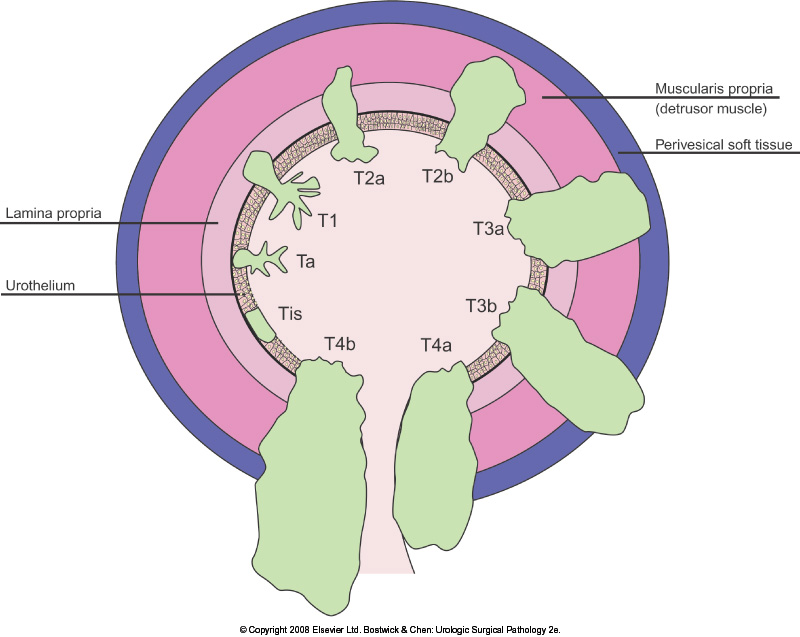 Muscularis propria
(detrusor muscle)
Perivesical soft tissue
T2a
T2b
Lamina propria
T1
T3a
Ta
Urothelium
T3b
Tis
T4b
T4a
© Copyright 2008 Elsevier Ltd. Bostwick & Chen: Urologic Surgical Pathology 2e.